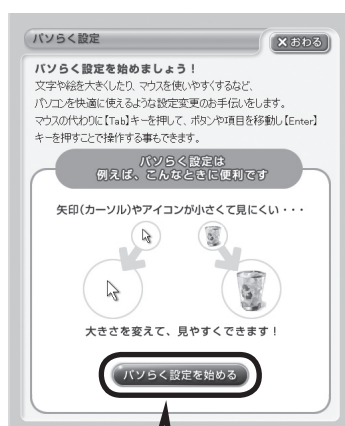 パソらく設定
×おわる
パソらく設定を始めましょう！
文字や絵を大きくしたり、マウスを使いやすくするなど、
パソコンを快適に使えるような設定変更のお手伝いをします。
マウスの代わりに【Tab】キーを押して、ボタンや項目を移動し【Enter】
キーを押すことで操作する事もできます。
パソらく設定は
例えば、こんなときに便利です
矢印(カーソル)やアイコンが小さくて見にくい・・・
大きさを変えて、見やすくできます！
パソらく設定を始める